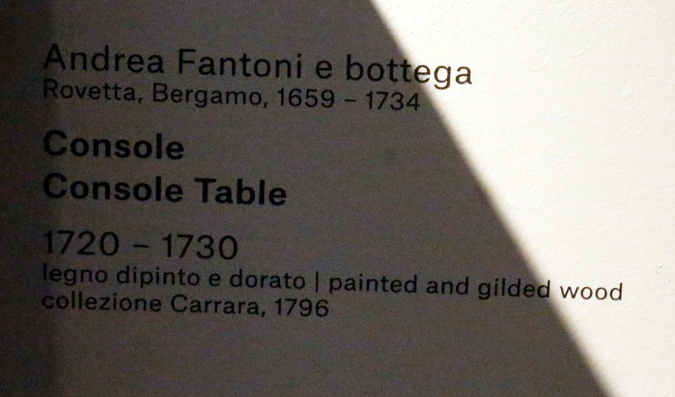 Andrea Fantoni e bottega
Rovetta, Bergamo, 1659 – 1734
Console
Console Table
1720 – 1730
legno dipinto e dorato | painted and gilded wood
collezione Carrara, 1796